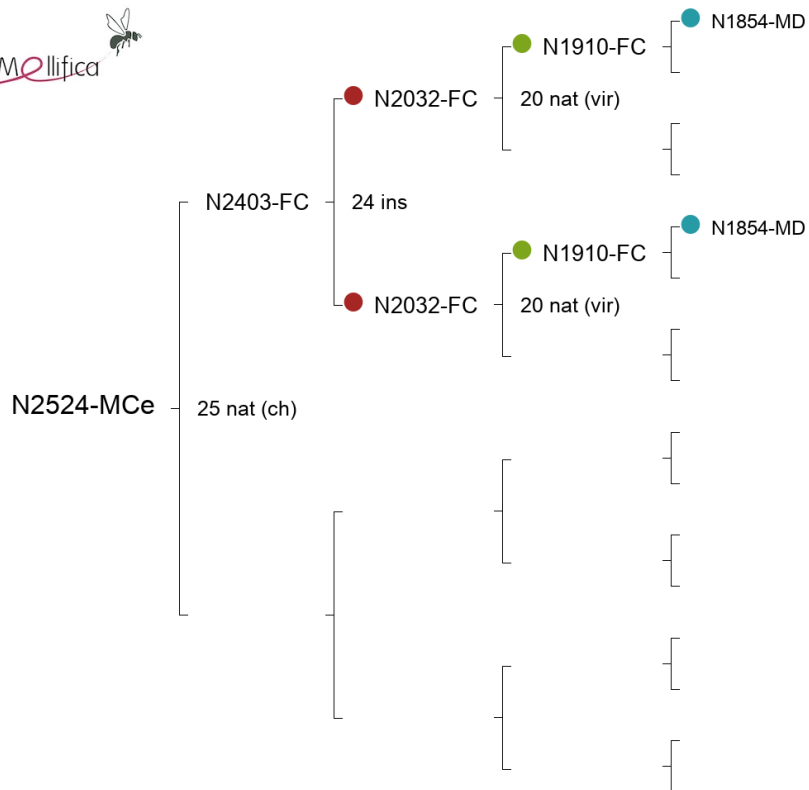 Mellifica
N1854-MD
N1910-FC
N2032-FC
20 nat (vir)
N2403-FC
24 ins
N1854-MD
N1910-FC
N2032-FC
20 nat (vir)
N2524-MCe
25 nat (ch)